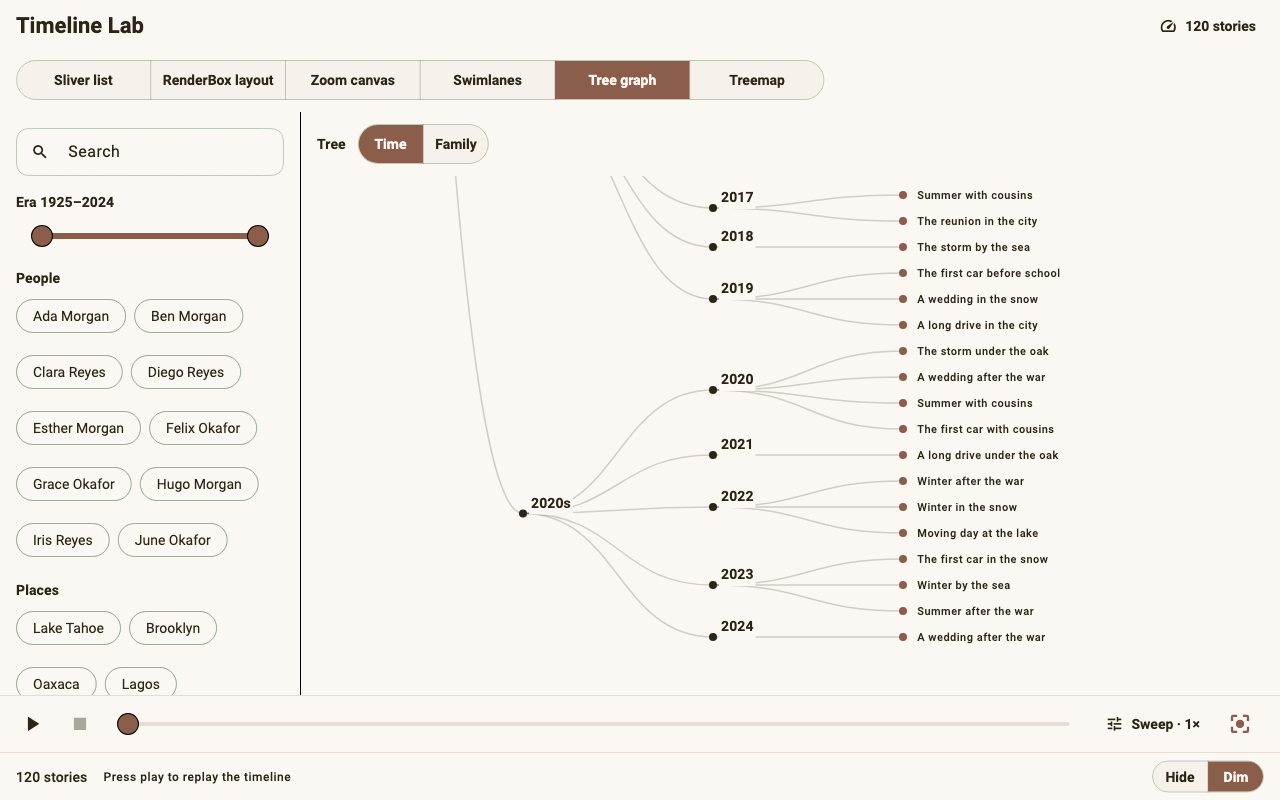 Timeline Lab
120 stories
Sliver list
RenderBox layout
Zoom canvas
Swimlanes
Tree graph
Treemap
Search
Era 1925–2024
People
Ada Morgan
Ben Morgan
Clara Reyes
Diego Reyes
Esther Morgan
Felix Okafor
Grace Okafor
Hugo Morgan
Iris Reyes
June Okafor
Places
Lake Tahoe
Brooklyn
Oaxaca
Lagos
Tree
Time
Family
2017
Summer with cousins
The reunion in the city
2018
The storm by the sea
2019
The first car before school
A wedding in the snow
A long drive in the city
2020s
2020
The storm under the oak
A wedding after the war
Summer with cousins
The first car with cousins
2021
A long drive under the oak
2022
Winter after the war
Winter in the snow
Moving day at the lake
2023
The first car in the snow
Winter by the sea
Summer after the war
2024
A wedding after the war
Sweep · 1×
120 stories
Press play to replay the timeline
Hide
Dim